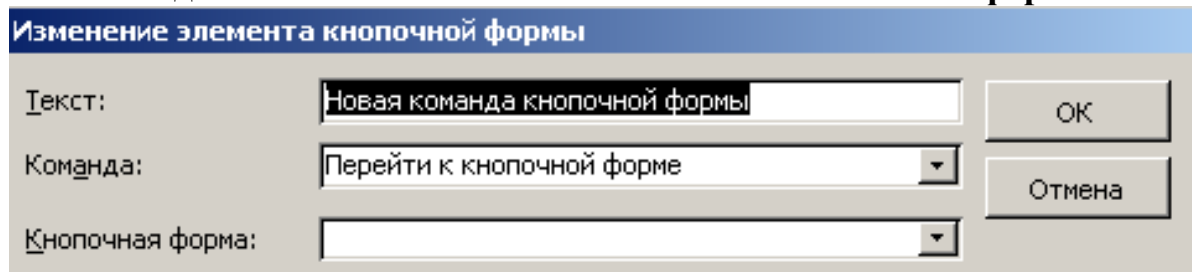 Изменение элемента кнопочной формы
Текст: Новая команда кнопочной формы OK
Команда: Перейти к кнопочной форме
Отмена
Кнопочная форма: